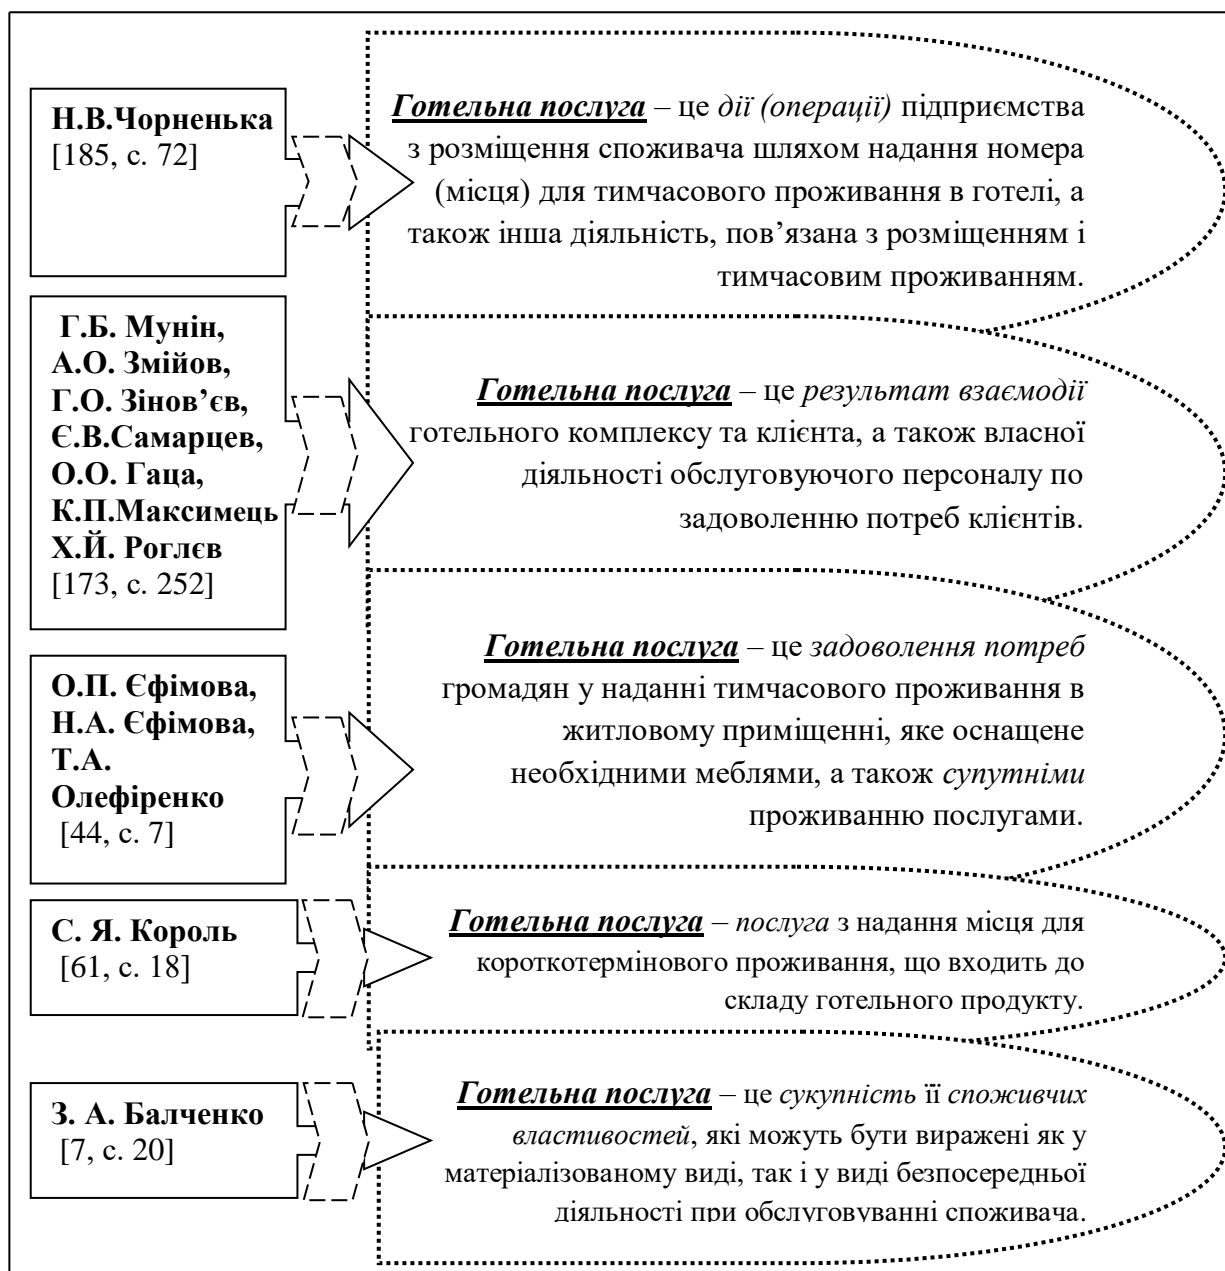 Н.В.Чорненька
[185, с. 72]
Готельна послуга – це дії (операції) підприємства
з розміщення споживача шляхом надання номера
(місця) для тимчасового проживання в готелі, а
також інша діяльність, пов’язана з розміщенням і
тимчасовим проживанням.
Г.Б. Мунін,
А.О. Змійов,
Г.О. Зінов’єв,
Є.В.Самарцев,
О.О. Гаца,
К.П.Максимець
Х.Й. Роглєв
[173, с. 252]
Готельна послуга – це результат взаємодії
готельного комплексу та клієнта, а також власної
діяльності обслуговуючого персоналу по
задоволенню потреб клієнтів.
О.П. Єфімова,
Н.А. Єфімова,
Т.А.
Олефіренко
[44, с. 7]
Готельна послуга – це задоволення потреб
громадян у наданні тимчасового проживання в
житловому приміщенні, яке оснащене
необхідними меблями, а також супутніми
проживанню послугами.
С. Я. Король
[61, с. 18]
Готельна послуга – послуга з надання місця для
короткотермінового проживання, що входить до
складу готельного продукту.
З. А. Балченко
[7, с. 20]
Готельна послуга – це сукупність її споживчих
властивостей, які можуть бути виражені як у
матеріалізованому виді, так і у виді безпосередньої
діяльності при обслуговуванні споживача.